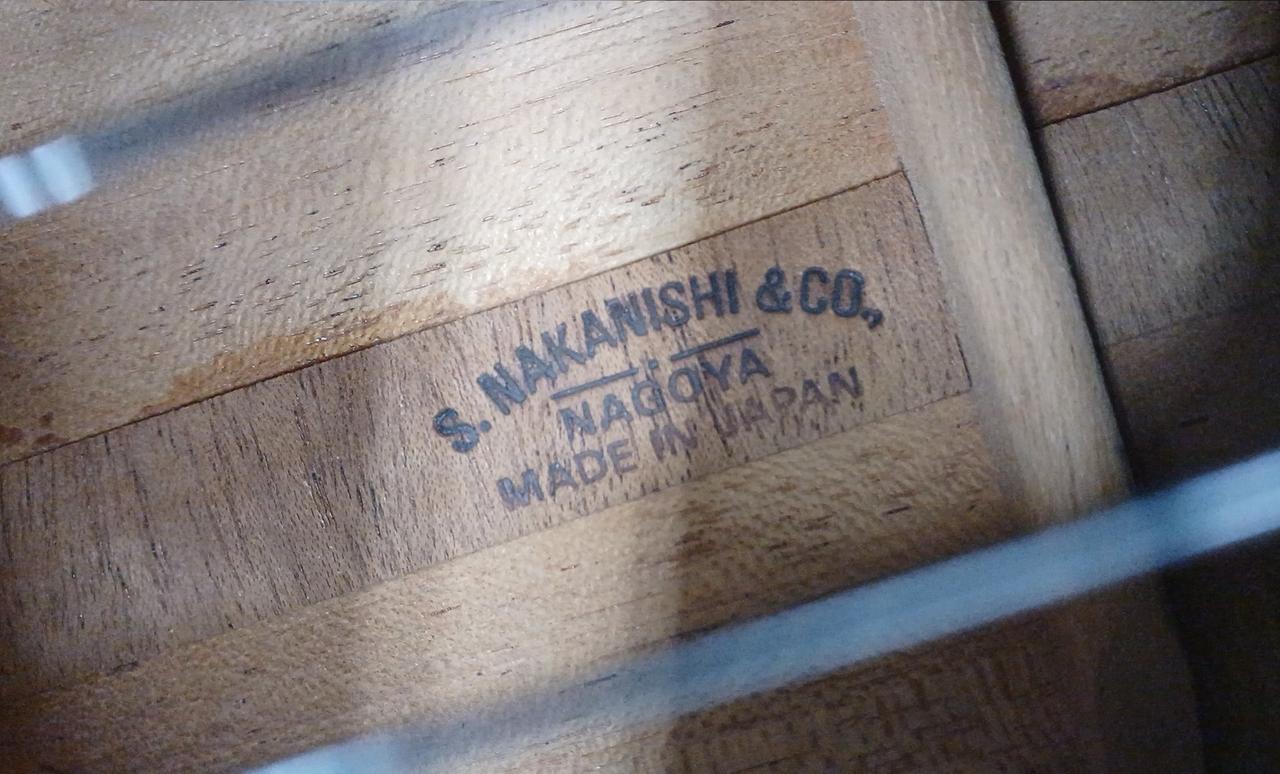 S. NAKANISHI & CO.,
NAGOYA
MADE IN JAPAN